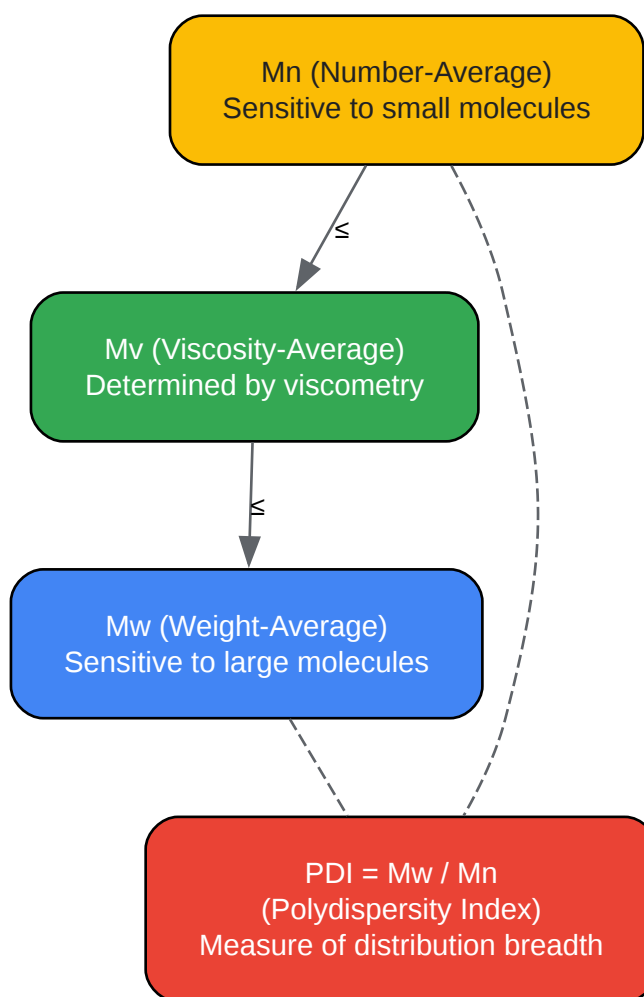 Mn (Number-Average)
Sensitive to small molecules
≤
Mv (Viscosity-Average)
Determined by viscometry
≤
Mw (Weight-Average)
Sensitive to large molecules
PDI = Mw / Mn
(Polydispersity Index)
Measure of distribution breadth